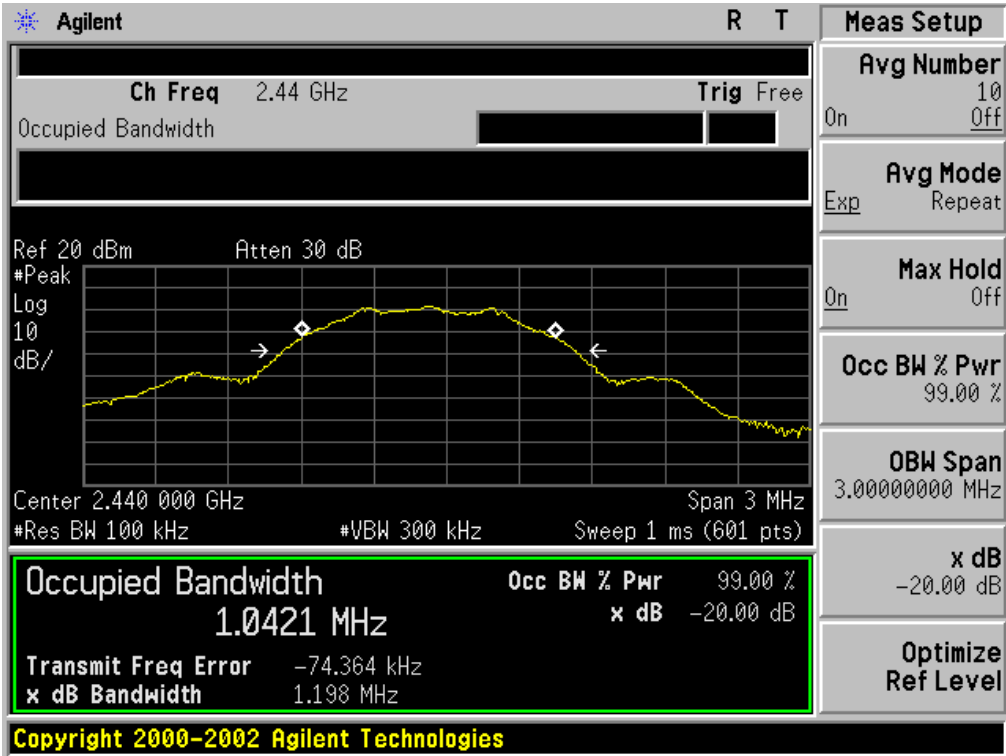 Agilent R T
Ch Freq 2.44 GHz Trig Free
Occupied Bandwidth
Ref 20 dBm Atten 30 dB
#Peak
Log
10
dB/
Center 2.440 000 GHz Span 3 MHz
#Res BW 100 kHz #VBW 300 kHz Sweep 1 ms (601 pts)
Occupied Bandwidth
1.0421 MHz
Occ BW % Pwr 99.00 %
x dB -20.00 dB
Transmit Freq Error -74.364 kHz
x dB Bandwidth 1.198 MHz
Copyright 2000-2002 Agilent Technologies
Meas Setup
Avg Number
10
On Off
Avg Mode
Exp Repeat
Max Hold
On Off
Occ BW % Pwr
99.00 %
OBW Span
3.00000000 MHz
x dB
-20.00 dB
Optimize
Ref Level